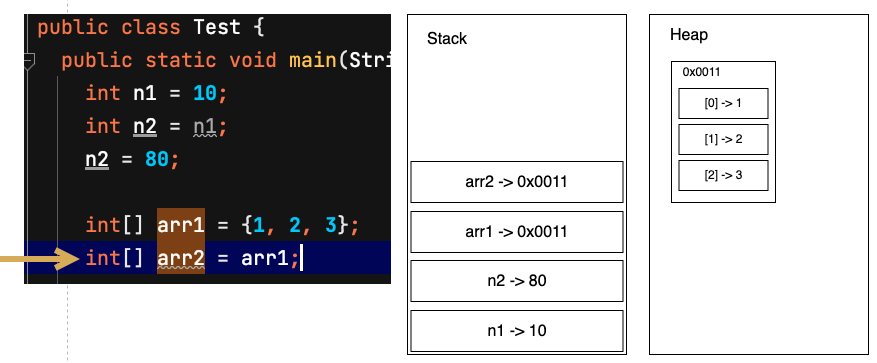 public class Test {
public static void main(Stri
int n1 = 10;
int n2 = n1;
n2 = 80;
int[] arr1 = {1, 2, 3};
int[] arr2 = arr1;
Stack
arr2 -> 0x0011
arr1 -> 0x0011
n2 -> 80
n1 -> 10
Heap
0x0011
[0] -> 1
[1] -> 2
[2] -> 3